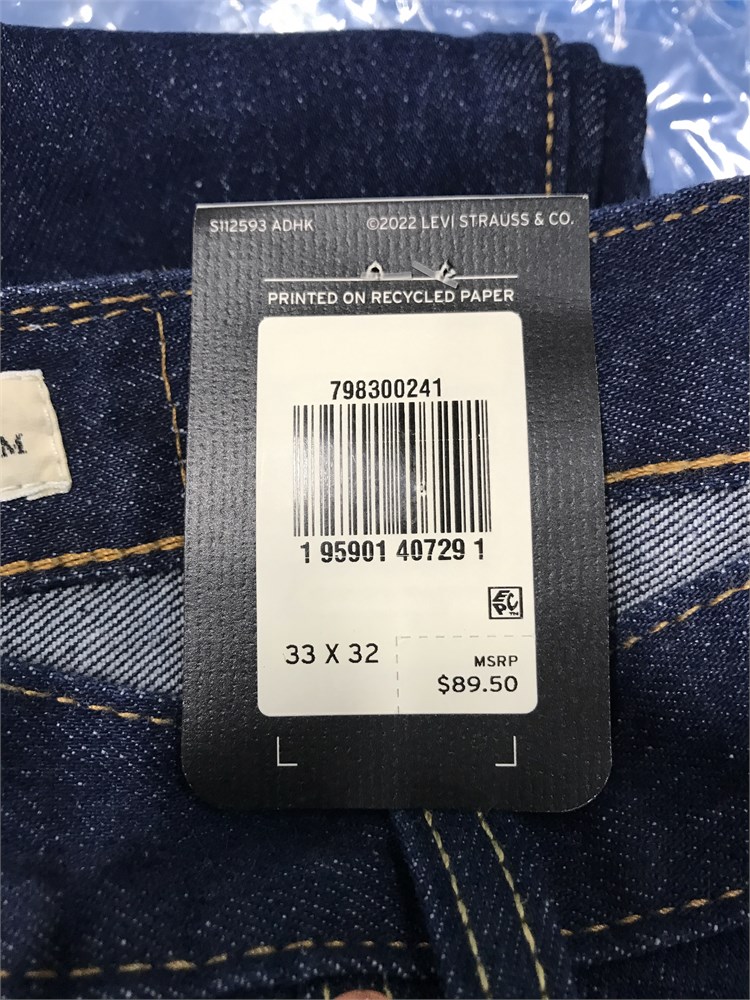 S112593 ADHK ©2022 LEVI STRAUSS & CO.
PRINTED ON RECYCLED PAPER
798300241
1 95901 40729 1
EPC™
33 X 32
MSRP
$89.50
M